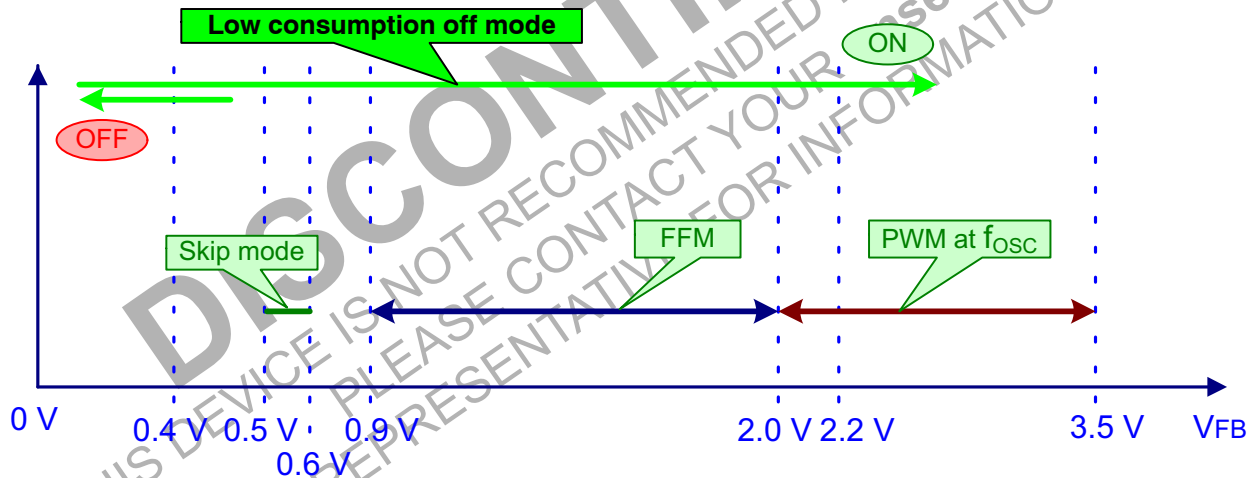 Low consumption off mode
ON
OFF
Skip mode
FFM
PWM at fOSC
0 V
0.4 V
0.5 V
0.6 V
0.9 V
2.0 V
2.2 V
3.5 V
VFB
DISCONTI
THIS DEVICE IS NOT RECOMMENDED
PLEASE CONTACT YOUR
REPRESENTATIVE FOR INFORMATIO